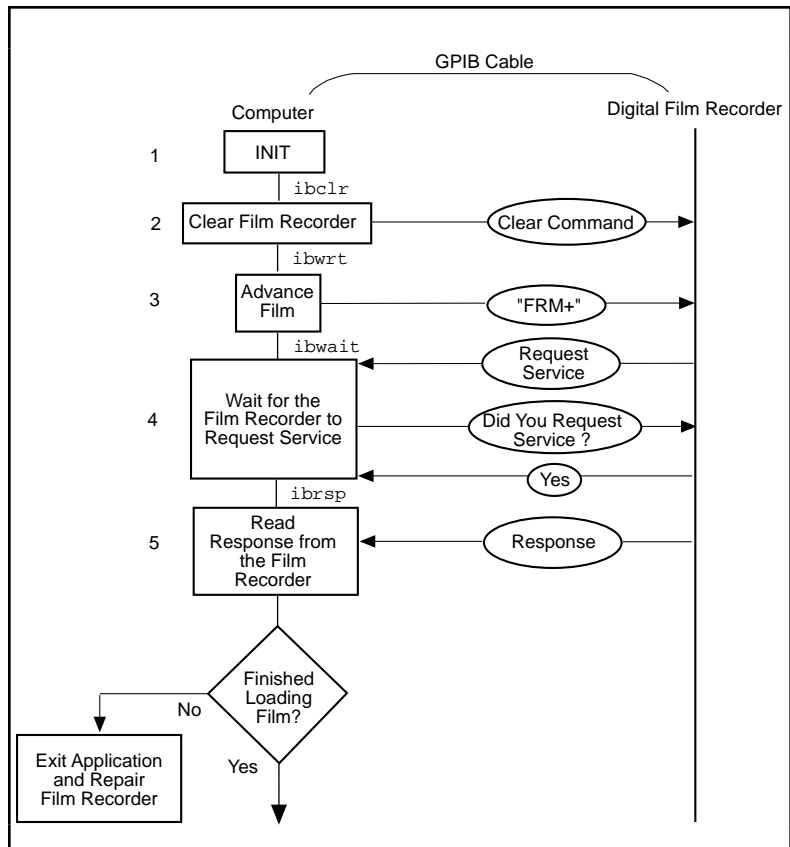 GPIB Cable
Computer
Digital Film Recorder
1
INIT
ibclr
2
Clear Film Recorder
Clear Command
ibwrt
3
Advance
Film
"FRM+"
ibwait
Request
Service
4
Wait for the
Film Recorder to
Request Service
Did You Request
Service ?
Yes
ibrsp
5
Read
Response from
the Film
Recorder
Response
Finished
Loading
Film?
No
Exit Application
and Repair
Film Recorder
Yes